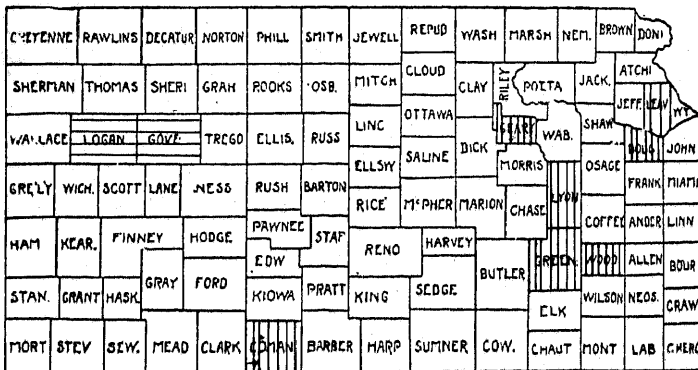 CHEYENNE RAWLINS DECATUR NORTON PHILL SMITH JEWELL REPUB WASH MARSH NEM. BROWN DONI
SHERMAN THOMAS SHERI GRAH ROOKS OSB. MITCH CLOUD CLAY RILEY POTTA JACK. ATCHI
JEFF. LEAV WY
WALLACE LOGAN GOVE TREGO ELLIS. RUSS LINC OTTAWA GEARY WAB. SHAW DOUG JOHN
ELLSW SALINE DICK MORRIS OSAGE FRANK MIAMI
GRE'LY WICH. SCOTT LANE NESS RUSH BARTON RICE McPHER MARION CHASE LYON COFFEY ANDER LINN
HAM KEAR. FINNEY HODGE PAWNEE STAF RENO HARVEY
EDW BUTLER GREEN. WOOD ALLEN BOUR
STAN. GRANT HASK. GRAY FORD KIOWA PRATT KING SEDGE ELK WILSON NEOS. CRAW
MORT STEV SEW. MEAD CLARK COMAN BARBER HARP SUMNER COW. CHAUT MONT LAB CHERO